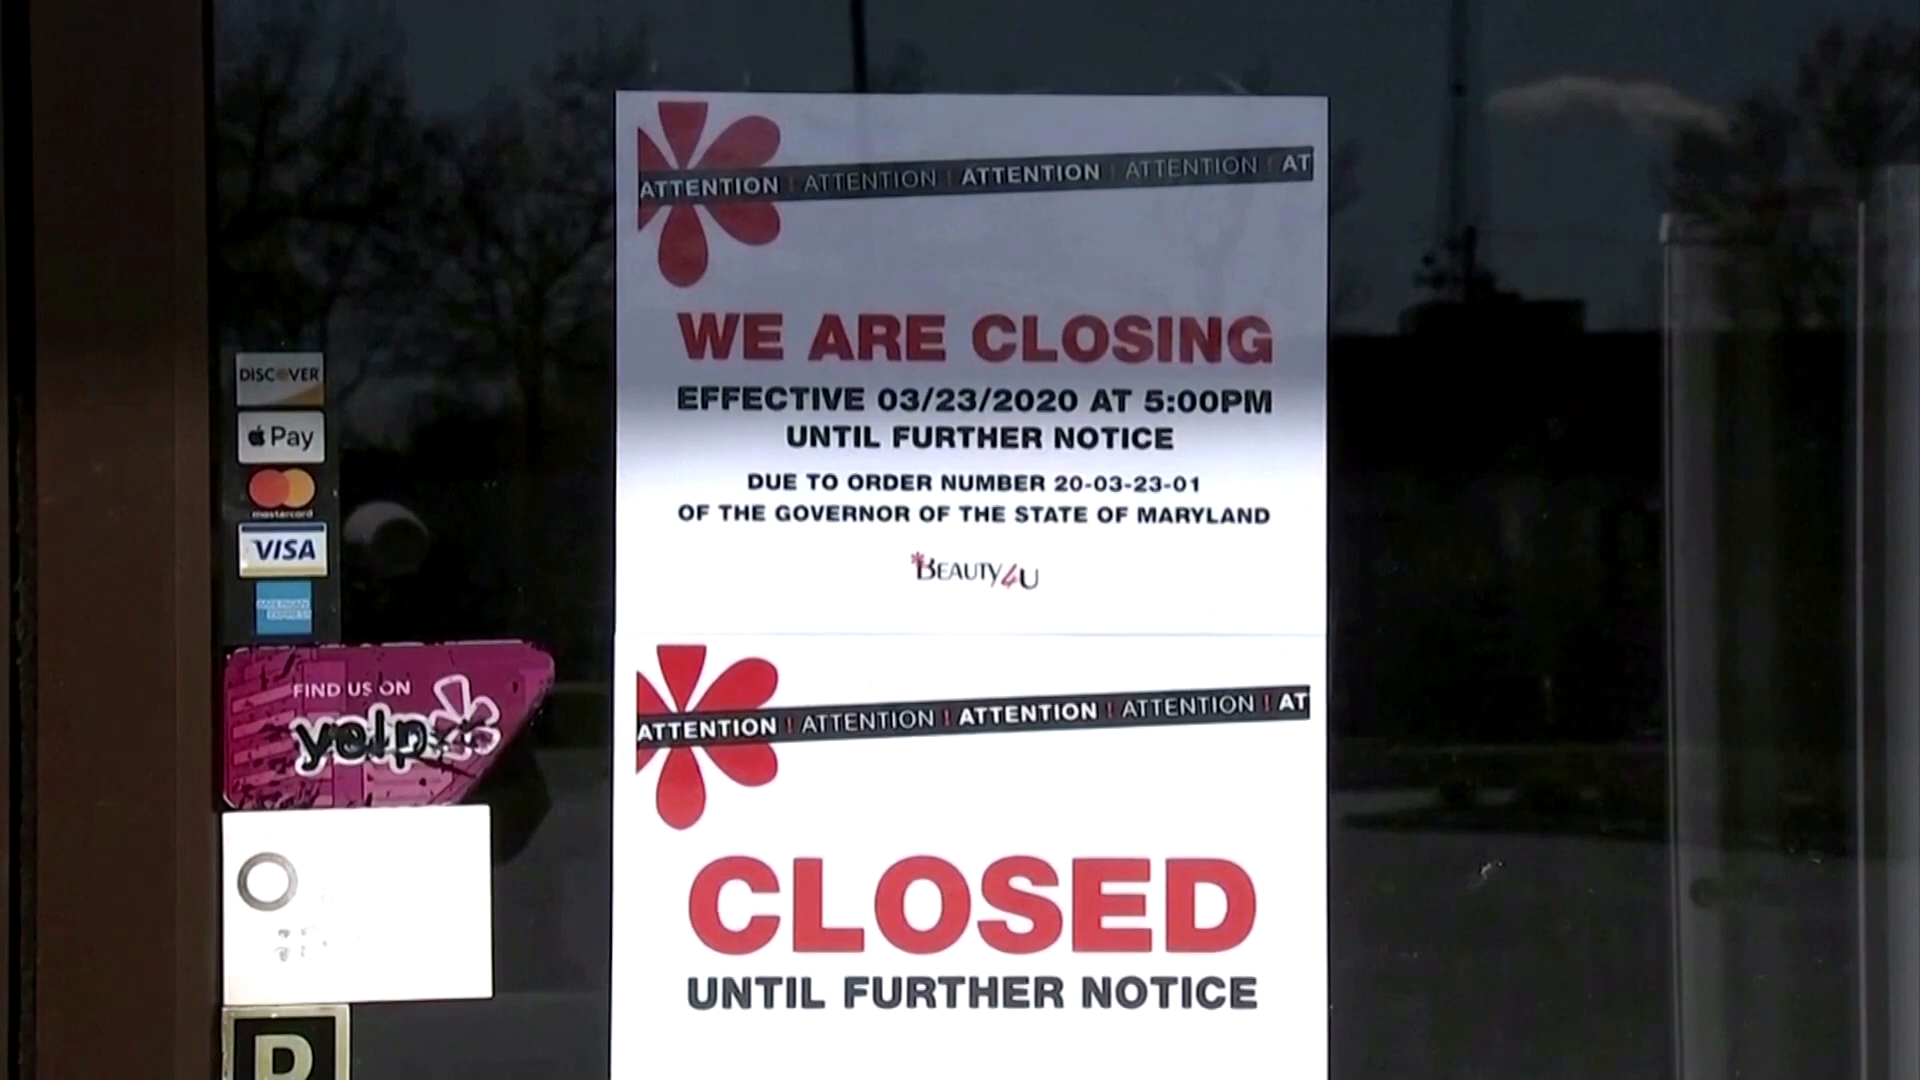 ATTENTION ! ATTENTION ! ATTENTION ! ATTENTION ! AT
WE ARE CLOSING
EFFECTIVE 03/23/2020 AT 5:00PM
UNTIL FURTHER NOTICE
DUE TO ORDER NUMBER 20-03-23-01
OF THE GOVERNOR OF THE STATE OF MARYLAND
BEAUTY4U
ATTENTION ! ATTENTION ! ATTENTION ! ATTENTION ! AT
CLOSED
UNTIL FURTHER NOTICE
DISCOVER
Pay
mastercard
VISA
AMERICAN
EXPRESS
FIND US ON
yelp